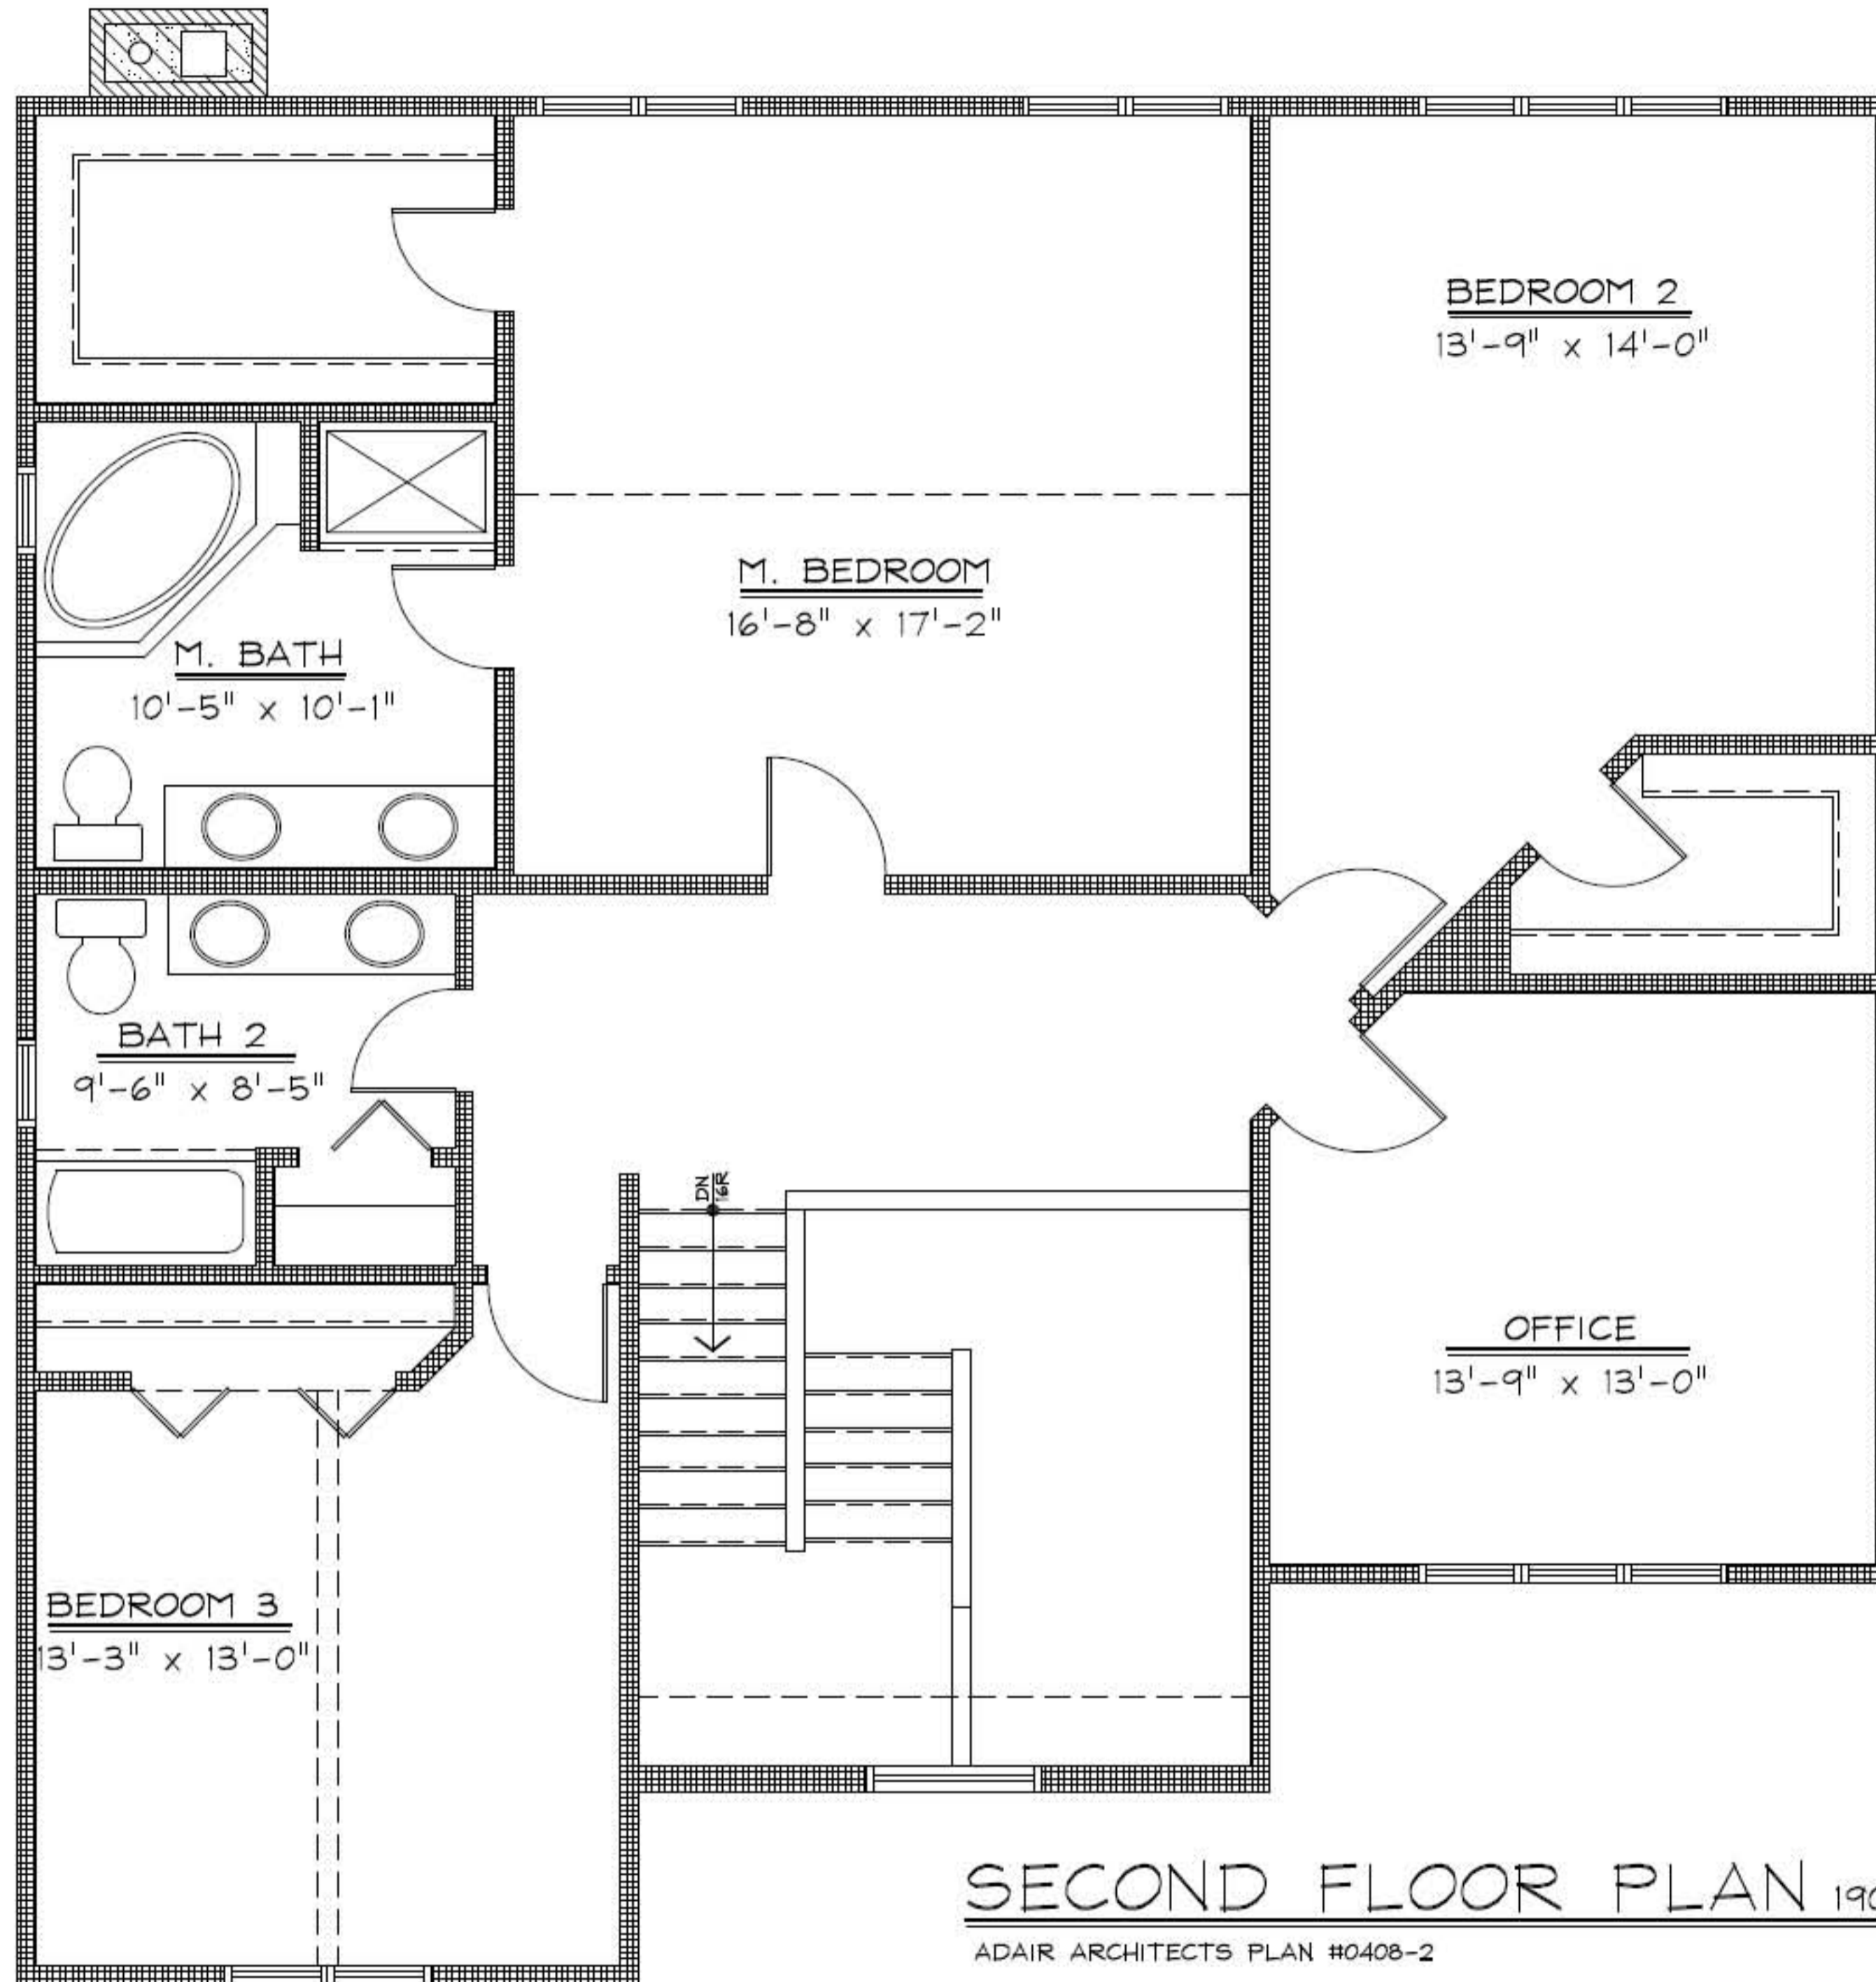 BEDROOM 2
13'-9" x 14'-0"
M. BEDROOM
16'-8" x 17'-2"
M. BATH
10'-5" x 10'-1"
BATH 2
9'-6" x 8'-5"
DN
16R
OFFICE
13'-9" x 13'-0"
BEDROOM 3
13'-3" x 13'-0"
SECOND FLOOR PLAN
ADAIR ARCHITECTS PLAN #0408-2